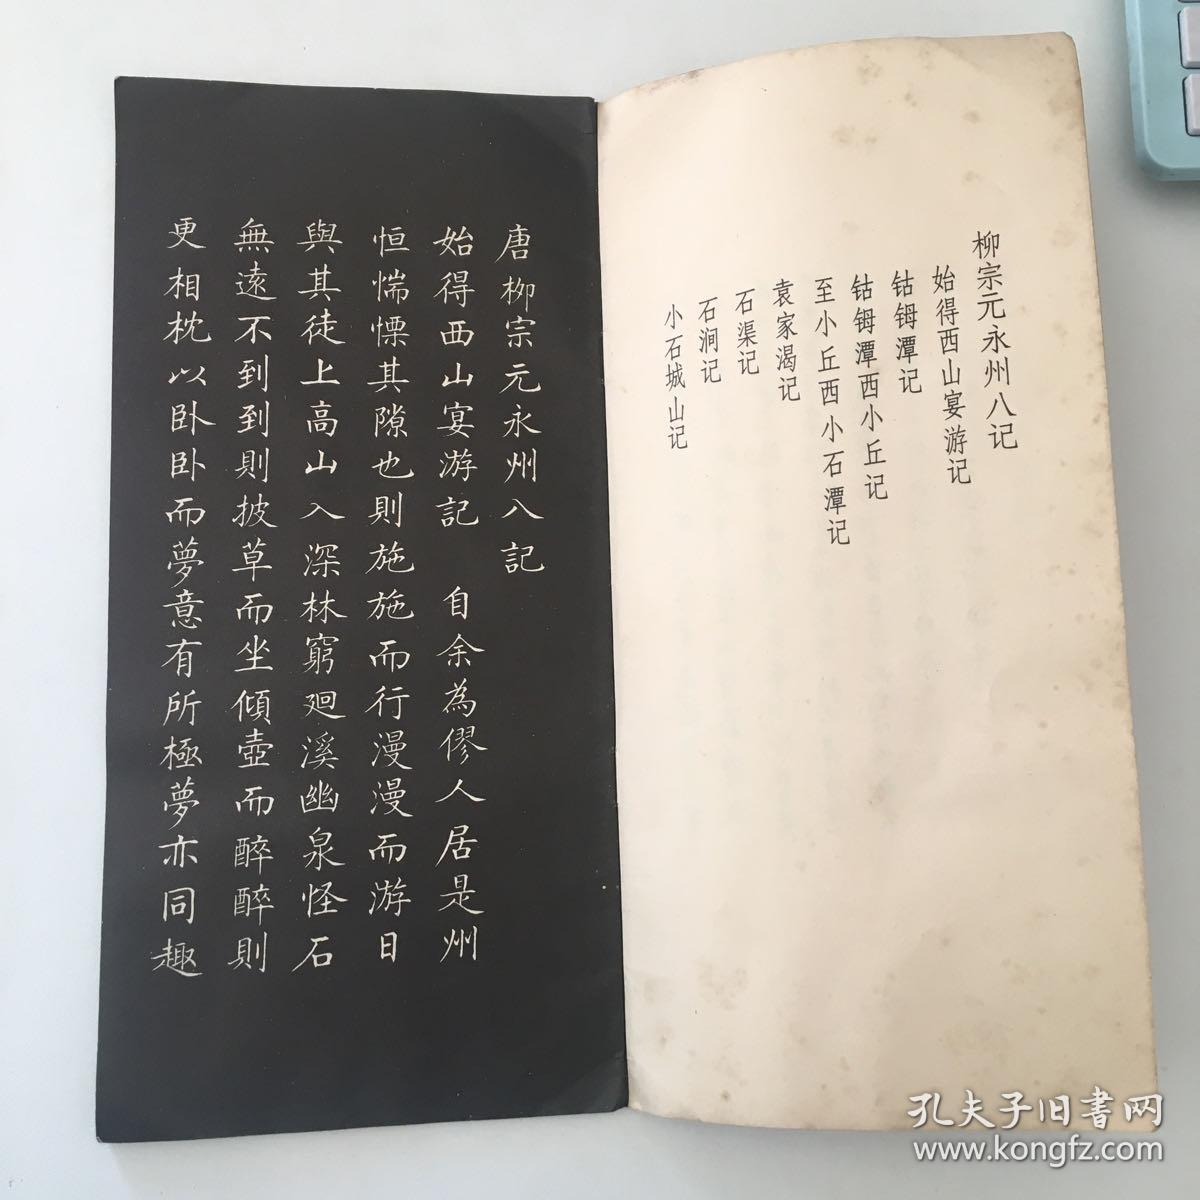 柳宗元永州八记
始得西山宴游记
钴鉧潭记
钴鉧潭西小丘记
至小丘西小石潭记
袁家渴记
石渠记
石涧记
小石城山记
唐柳宗元永州八記
始得西山宴游記 自余為僇人居是州
恒惴慄其隙也則施施而行漫漫而游日
與其徒上高山入深林窮迴溪幽泉怪石
無遠不到到則披草而坐傾壺而醉醉則
更相枕以卧卧而夢意有所極夢亦同趣
孔夫子旧書网
www.kongfz.com